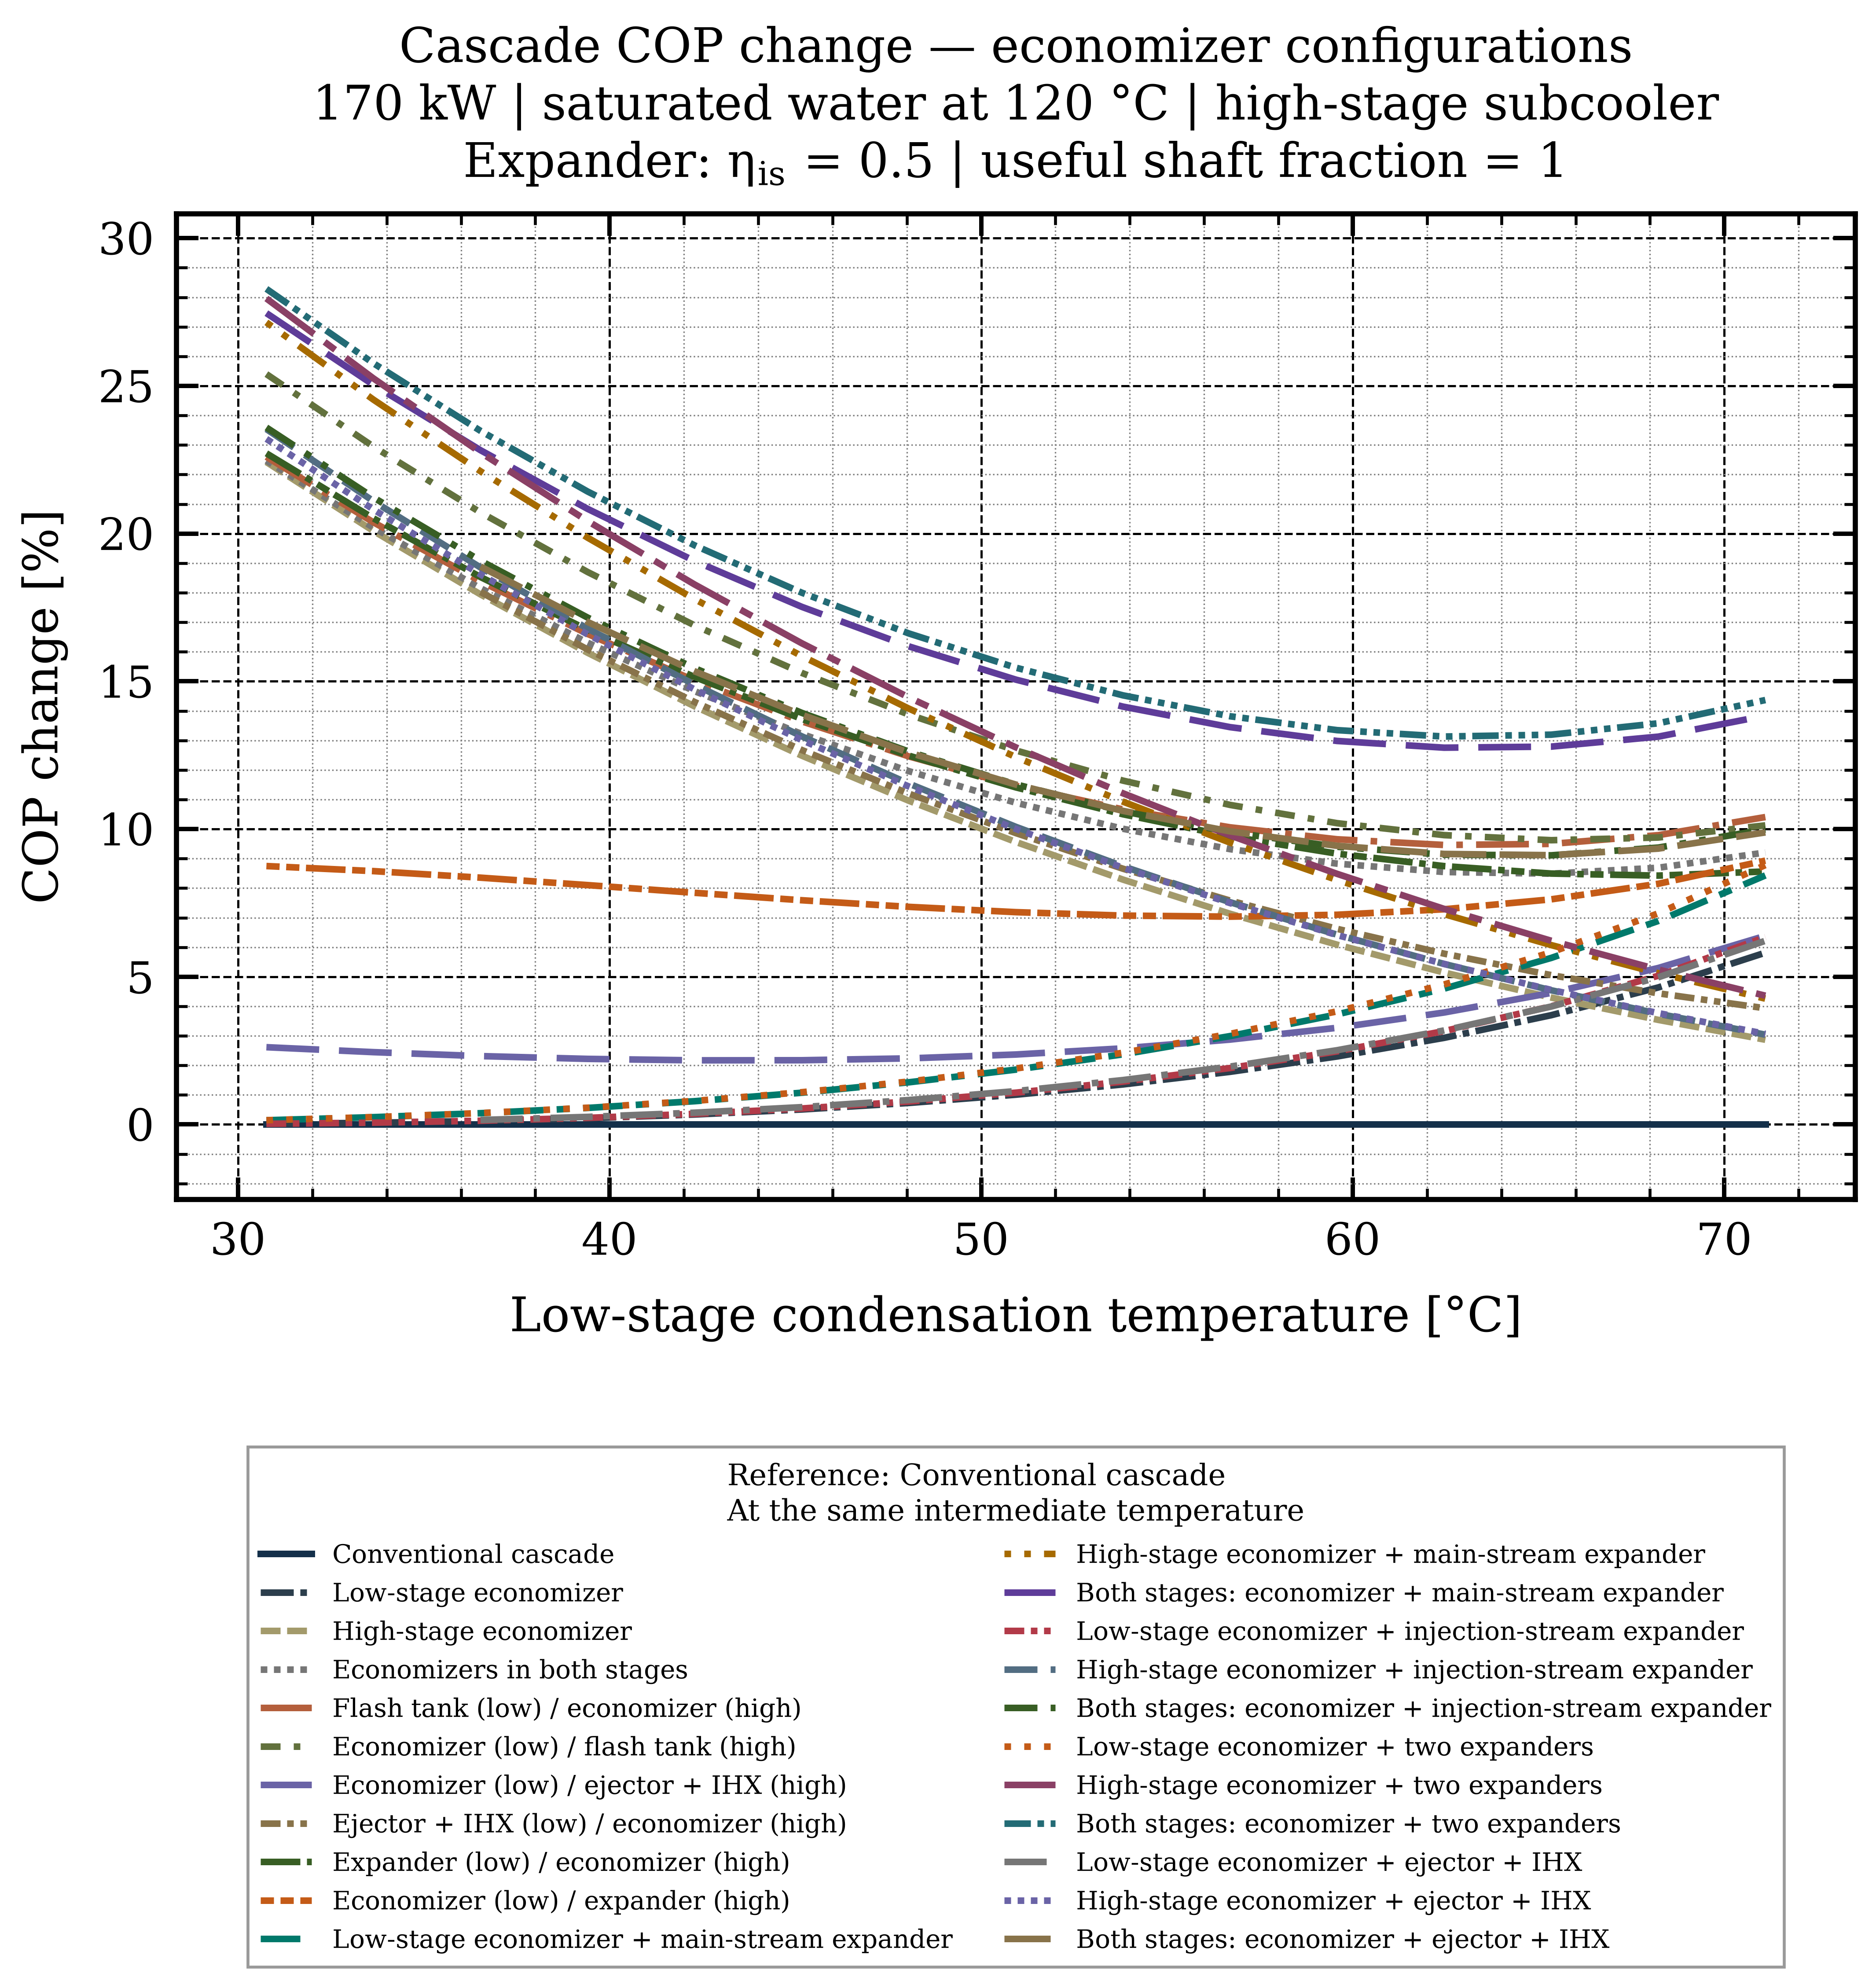 Cascade COP change — economizer configurations
170 kW | saturated water at 120 °C | high-stage subcooler
Expander: ηis = 0.5 | useful shaft fraction = 1
COP change [%]
30
25
20
15
10
5
0
30 40 50 60 70
Low-stage condensation temperature [°C]
Reference: Conventional cascade
At the same intermediate temperature
Conventional cascade
Low-stage economizer
High-stage economizer
Economizers in both stages
Flash tank (low) / economizer (high)
Economizer (low) / flash tank (high)
Economizer (low) / ejector + IHX (high)
Ejector + IHX (low) / economizer (high)
Expander (low) / economizer (high)
Economizer (low) / expander (high)
Low-stage economizer + main-stream expander
High-stage economizer + main-stream expander
Both stages: economizer + main-stream expander
Low-stage economizer + injection-stream expander
High-stage economizer + injection-stream expander
Both stages: economizer + injection-stream expander
Low-stage economizer + two expanders
High-stage economizer + two expanders
Both stages: economizer + two expanders
Low-stage economizer + ejector + IHX
High-stage economizer + ejector + IHX
Both stages: economizer + ejector + IHX